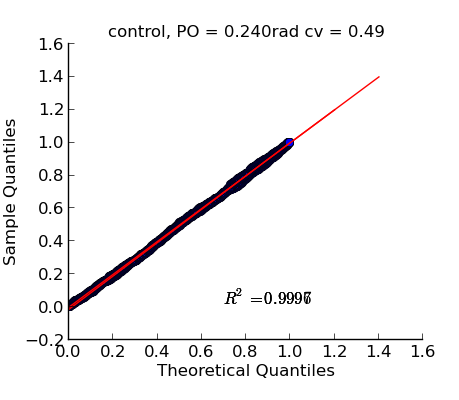 control, PO = 0.240rad cv = 0.49
1.6
1.4
1.2
1.0
0.8
0.6
0.4
0.2
0.0
−0.2
Sample Quantiles
R² =
0.0 0.2 0.4 0.6 0.8 1.0 1.2 1.4 1.6
Theoretical Quantiles